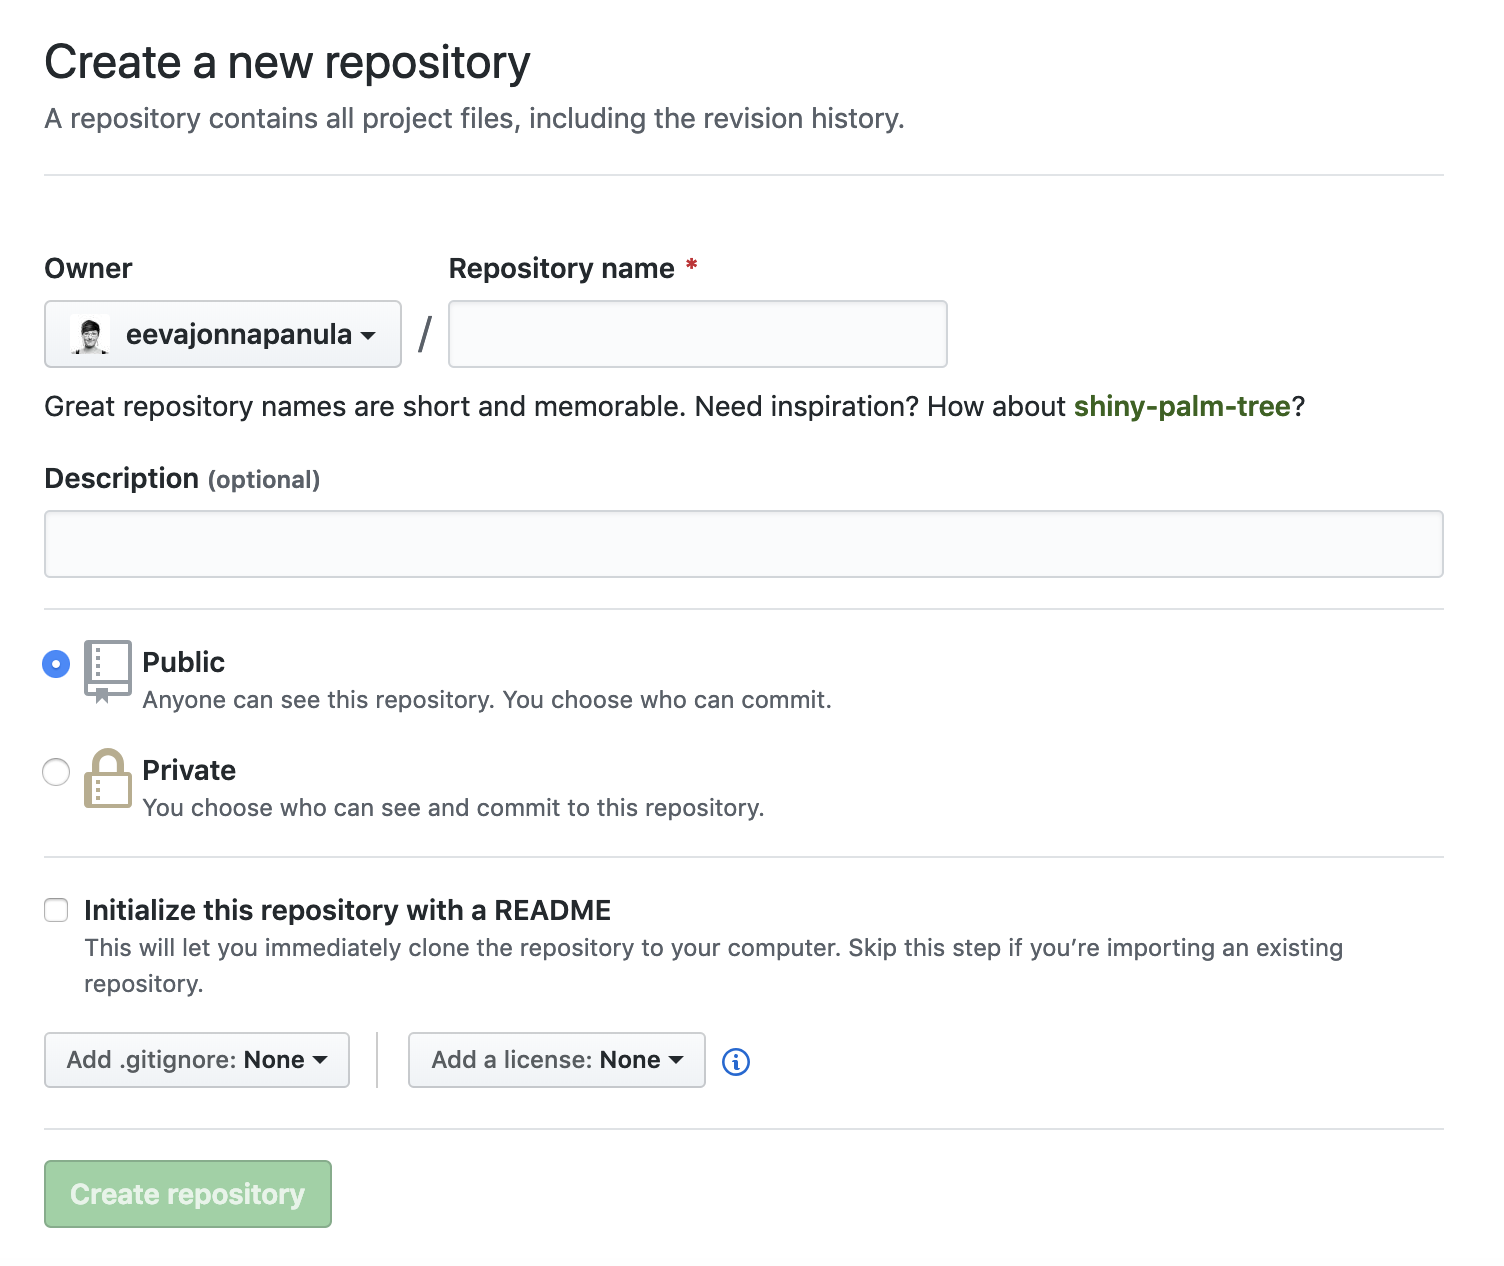 Create a new repository
A repository contains all project files, including the revision history.
Owner
Repository name *
eevajonnapanula
/
Great repository names are short and memorable. Need inspiration? How about shiny-palm-tree?
Description (optional)
Public
Anyone can see this repository. You choose who can commit.
Private
You choose who can see and commit to this repository.
Initialize this repository with a README
This will let you immediately clone the repository to your computer. Skip this step if you’re importing an existing
repository.
Add .gitignore: None
Add a license: None
Create repository